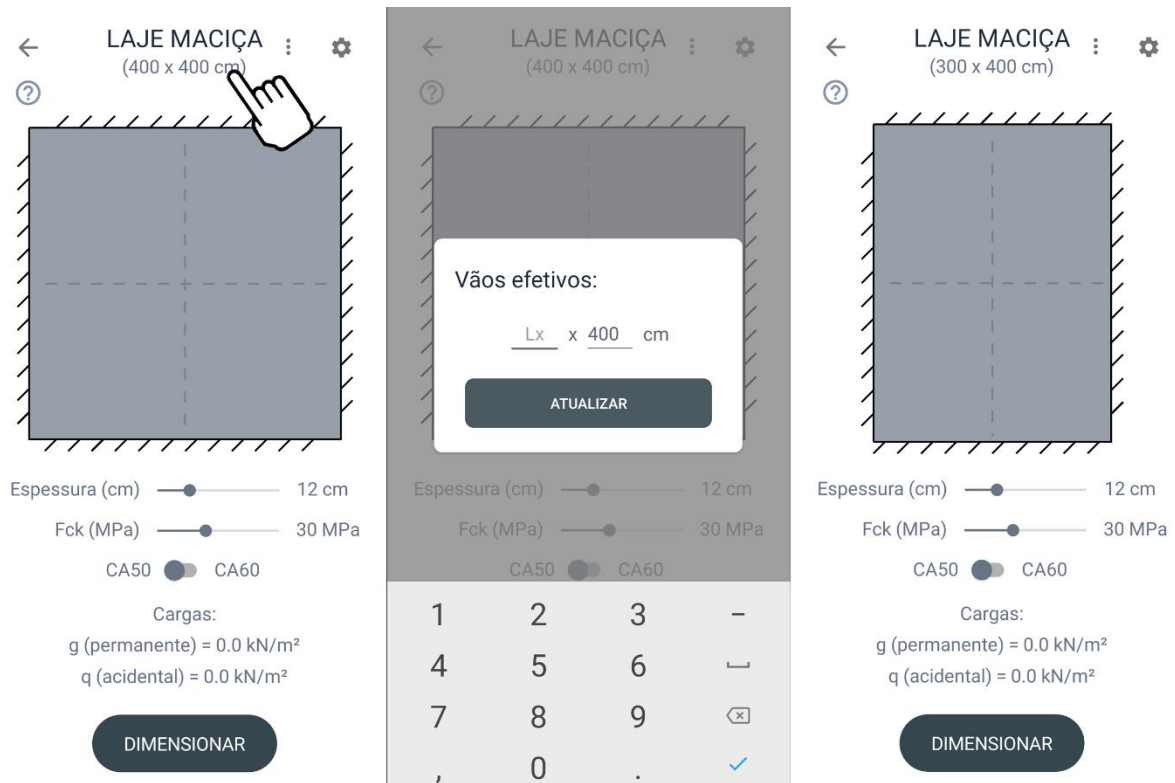 LAJE MACIÇA
(400 x 400 cm)
Espessura (cm) 12 cm
Fck (MPa) 30 MPa
CA50 CA60
Cargas:
g (permanente) = 0.0 kN/m²
q (acidental) = 0.0 kN/m²
DIMENSIONAR
LAJE MACIÇA
(400 x 400 cm)
Vãos efetivos:
Lx x 400 cm
ATUALIZAR
Espessura (cm) 12 cm
Fck (MPa) 30 MPa
CA50 CA60
1 2 3 -
4 5 6
7 8 9
, 0 .
LAJE MACIÇA
(300 x 400 cm)
Espessura (cm) 12 cm
Fck (MPa) 30 MPa
CA50 CA60
Cargas:
g (permanente) = 0.0 kN/m²
q (acidental) = 0.0 kN/m²
DIMENSIONAR